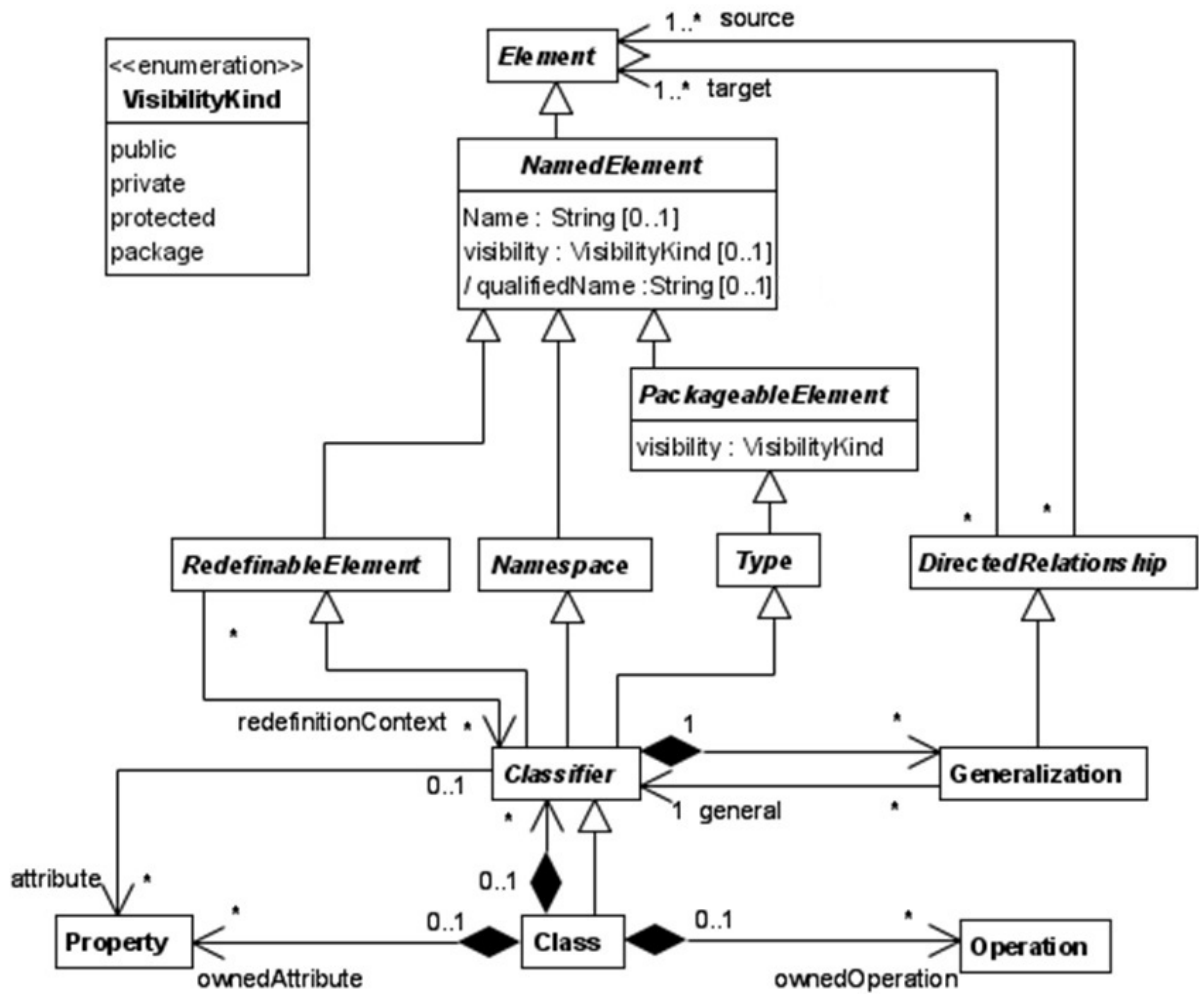 1..* source
Element
1..* target
<<enumeration>>
VisibilityKind
public
private
protected
package
NamedElement
Name : String [0..1]
visibility : VisibilityKind [0..1]
/ qualifiedName :String [0..1]
PackageableElement
visibility : VisibilityKind
* *
RedefinableElement
Namespace
Type
DirectedRelationship
*
redefinitionContext *
1 *
Classifier
Generalization
0..1
* 1 general *
attribute *
0..1
* 0..1 0..1 *
Property
Class
Operation
ownedAttribute
ownedOperation